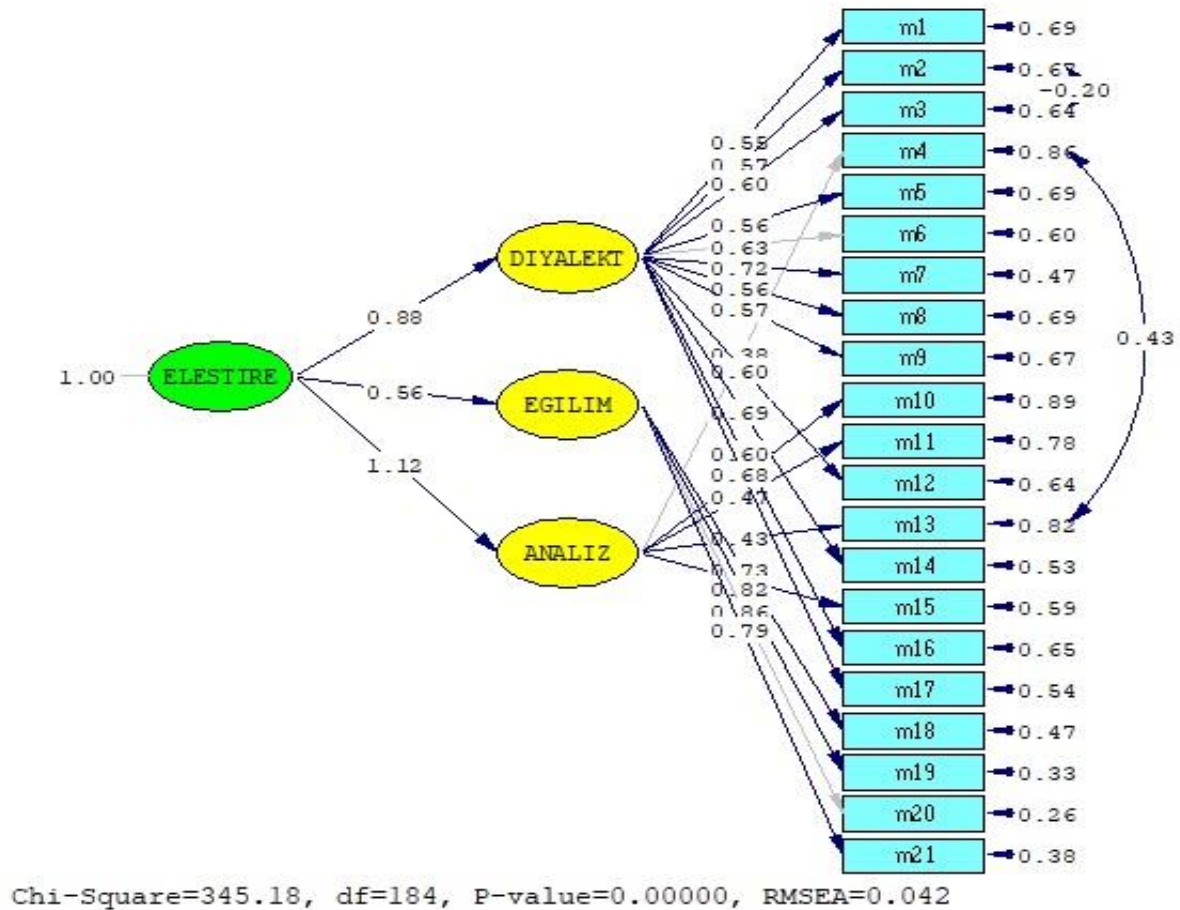 m1 0.69
m2 0.67
-0.20
m3 0.64
0.55
m4 0.86
0.57
0.60
m5 0.69
0.56
m6 0.60
0.63
DIYALEKT
0.72
m7 0.47
0.56
0.57
m8 0.69
0.88
0.43
0.38
m9 0.67
0.60
1.00
ELESTIRE
0.56
EGILIM
m10 0.89
0.69
m11 0.78
0.60
1.12
0.68
m12 0.64
0.47
m13 0.82
0.43
ANALIZ
m14 0.53
0.73
0.82
m15 0.59
0.86
0.79
m16 0.65
m17 0.54
m18 0.47
m19 0.33
m20 0.26
m21 0.38
Chi-Square=345.18, df=184, P-value=0.00000, RMSEA=0.042